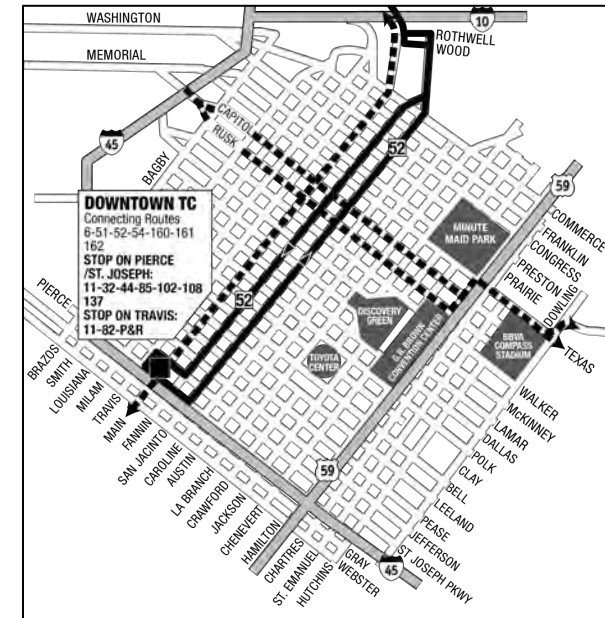 WASHINGTON
10
ROTHWELL
WOOD
MEMORIAL
CAPITOL
RUSK
45
52
BAGBY
59
DOWNTOWN TC
Connecting Routes
6-51-52-54-160-161
162
STOP ON PIERCE
/ST. JOSEPH:
11-32-44-85-102-108
137
STOP ON TRAVIS:
11-82-P&R
MINUTE
MAID PARK
COMMERCE
FRANKLIN
CONGRESS
PRESTON
PRAIRIE
DOWLING
TEXAS
52
DISCOVERY
GREEN
G.R. BROWN
CONVENTION CENTER
BBVA
COMPASS
STADIUM
TOYOTA
CENTER
PIERCE
BRAZOS
SMITH
LOUISIANA
MILAM
TRAVIS
MAIN
FANNIN
SAN JACINTO
CAROLINE
AUSTIN
LA BRANCH
CRAWFORD
JACKSON
CHENEVERT
HAMILTON
CHARTRES
ST. EMANUEL
HUTCHINS
59
WALKER
McKINNEY
LAMAR
DALLAS
POLK
CLAY
BELL
LEELAND
PEASE
JEFFERSON
ST JOSEPH PKWY
GRAY
WEBSTER
45